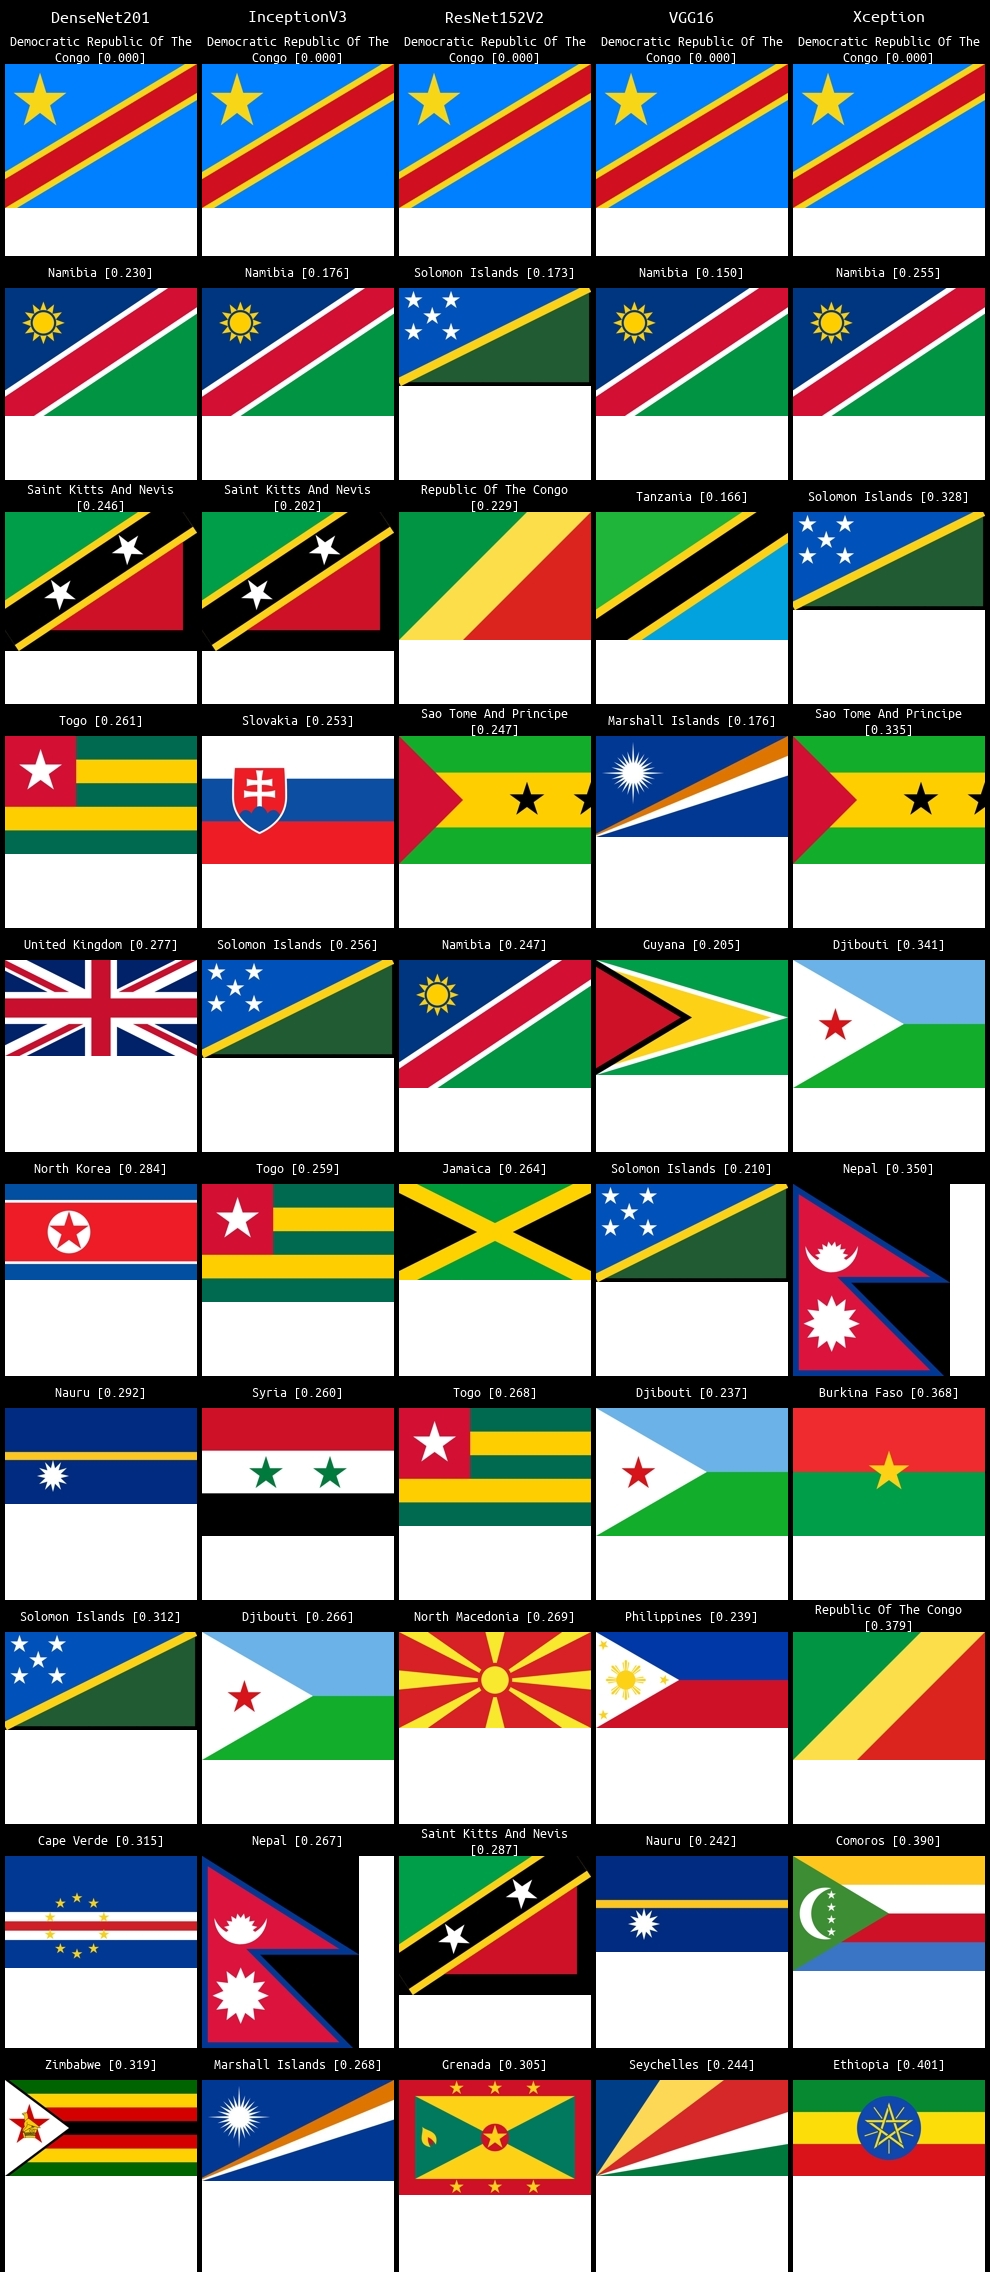 DenseNet201 InceptionV3 ResNet152V2 VGG16 Xception
Democratic Republic Of The Democratic Republic Of The Democratic Republic Of The Democratic Republic Of The Democratic Republic Of The
Congo [0.000] Congo [0.000] Congo [0.000] Congo [0.000] Congo [0.000]
Namibia [0.230] Namibia [0.176] Solomon Islands [0.173] Namibia [0.150] Namibia [0.255]
Saint Kitts And Nevis Saint Kitts And Nevis Republic Of The Congo
[0.246] [0.202] [0.229] Tanzania [0.166] Solomon Islands [0.328]
Sao Tome And Principe Sao Tome And Principe
Togo [0.261] Slovakia [0.253] [0.247] Marshall Islands [0.176] [0.335]
United Kingdom [0.277] Solomon Islands [0.256] Namibia [0.247] Guyana [0.205] Djibouti [0.341]
North Korea [0.284] Togo [0.259] Jamaica [0.264] Solomon Islands [0.210] Nepal [0.350]
Nauru [0.292] Syria [0.260] Togo [0.268] Djibouti [0.237] Burkina Faso [0.368]
Republic Of The Congo
Solomon Islands [0.312] Djibouti [0.266] North Macedonia [0.269] Philippines [0.239] [0.379]
Saint Kitts And Nevis
Cape Verde [0.315] Nepal [0.267] [0.287] Nauru [0.242] Comoros [0.390]
Zimbabwe [0.319] Marshall Islands [0.268] Grenada [0.305] Seychelles [0.244] Ethiopia [0.401]